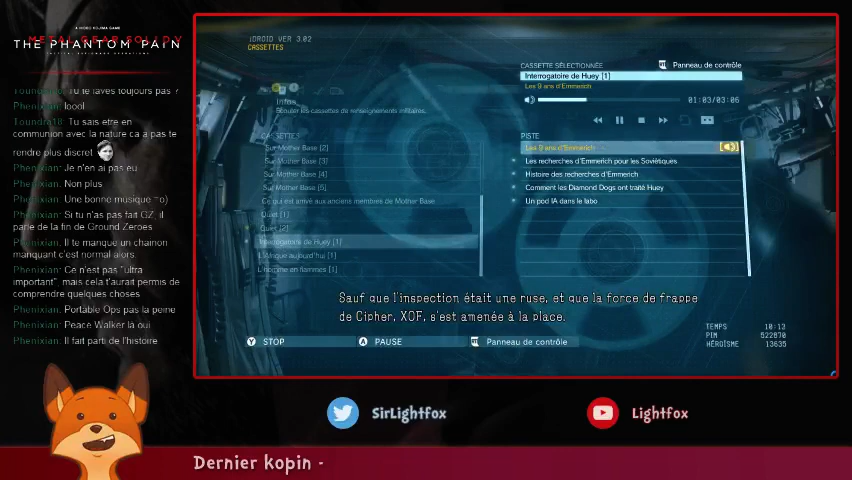 A HIDEO KOJIMA GAME
METAL GEAR SOLID V
THE PHANTOM PAIN
TACTICAL ESPIONAGE OPERATIONS
Toundra18: Tu te laves toujours pas ?
Phenixian: loool
Toundra18: Tu sais etre en
communion avec la nature ca a pas te
rendre plus discret
Phenixian: Je n'en ai pas eu
Phenixian: Non plus
Phenixian: Une bonne musique =o)
Phenixian: Si tu n'as pas fait GZ, il
parle de la fin de Ground Zeroes
Phenixian: Il te manque un chainon
manquant c'est normal alors.
Phenixian: Ce n'est pas "ultra
important", mais cela t'aurait permis de
comprendre quelques choses
Phenixian: Portable Ops pas la peine
Phenixian: Peace Walker là oui
Phenixian: Il fait parti de l'histoire
iDROID VER 3.02
CASSETTES
Infos
Écouter les cassettes de renseignements militaires.
CASSETTES
Sur Mother Base [2]
Sur Mother Base [3]
Sur Mother Base [4]
Sur Mother Base [5]
Ce qui est arrivé aux anciens membres de Mother Base
Quiet [1]
Quiet [2]
Interrogatoire de Huey [1]
L'Afrique aujourd'hui [1]
L'homme en flammes [1]
CASSETTE SÉLECTIONNÉE
Panneau de contrôle
Interrogatoire de Huey [1]
Les 9 ans d'Emmerich
01:03/03:06
PISTE
Les 9 ans d'Emmerich
Les recherches d'Emmerich pour les Soviétiques
Histoire des recherches d'Emmerich
Comment les Diamond Dogs ont traité Huey
Un pod IA dans le labo
Sauf que l'inspection était une ruse, et que la force de frappe
de Cipher, XOF, s'est amenée à la place.
TEMPS 10:13
PIM 522870
HÉROÏSME 13635
Y STOP
A PAUSE
Panneau de contrôle
SirLightfox
Lightfox
Dernier kopin -